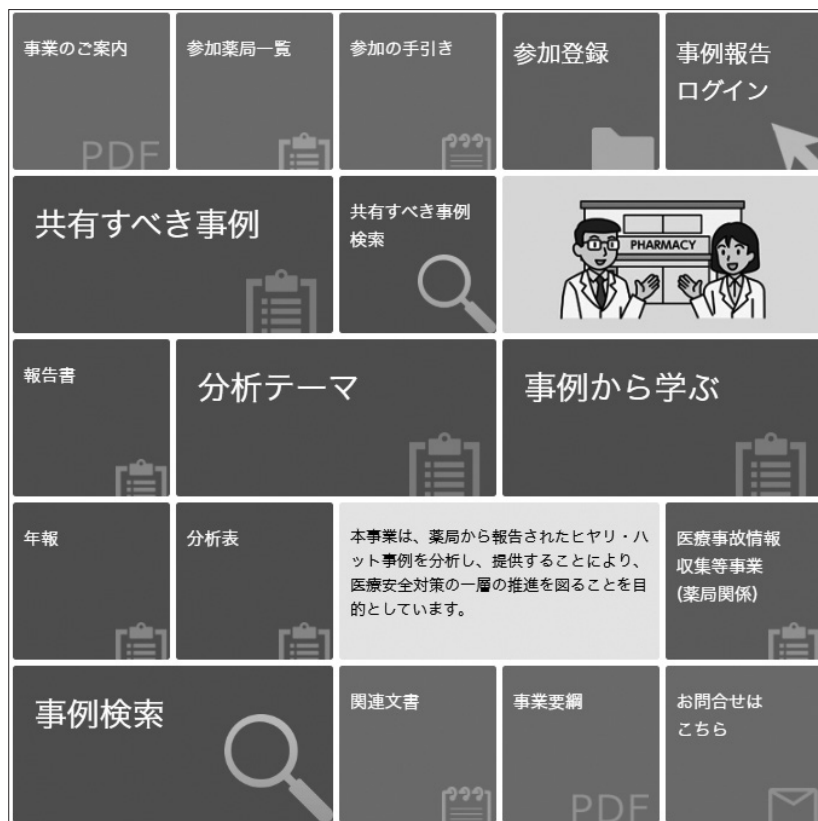 事業のご案内
PDF
参加薬局一覧
参加の手引き
参加登録
事例報告
ログイン
共有すべき事例
共有すべき事例
検索
PHARMACY
報告書
分析テーマ
事例から学ぶ
年報
分析表
本事業は、薬局から報告されたヒヤリ・ハ
ット事例を分析し、提供することにより、
医療安全対策の一層の推進を図ることを目
的としています。
医療事故情報
収集等事業
(薬局関係)
事例検索
関連文書
事業要綱
PDF
お問合せは
こちら